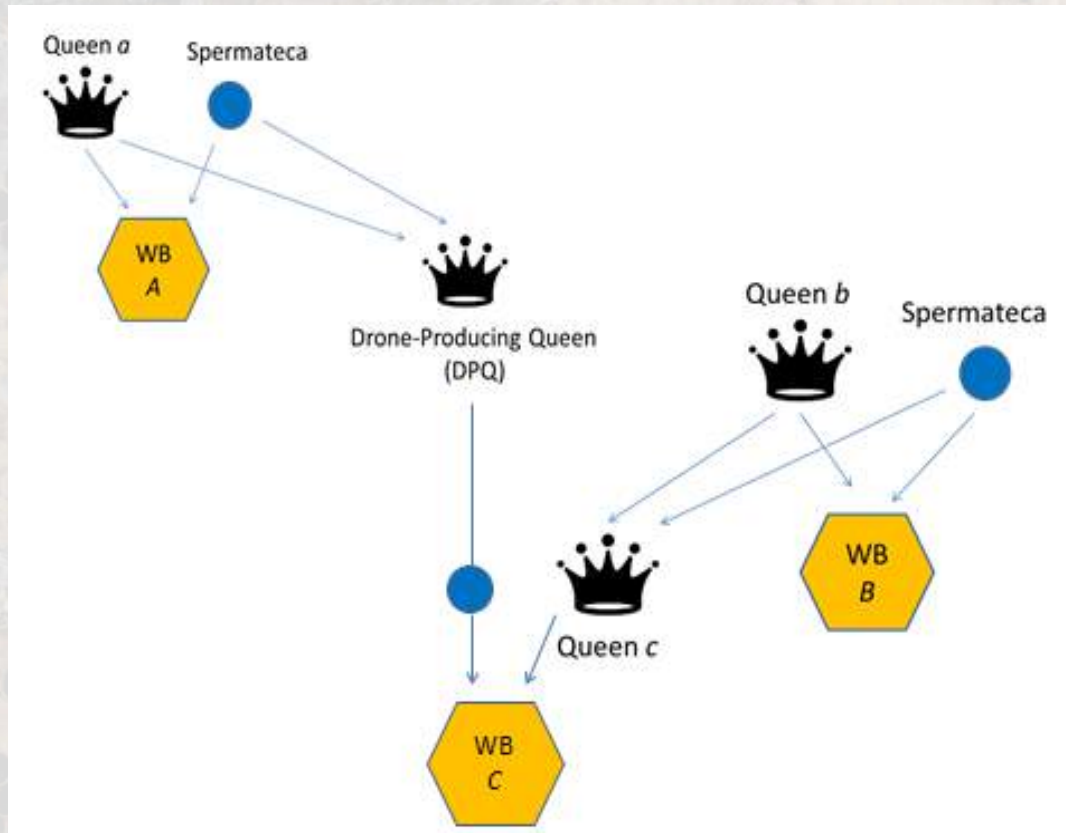 Queen a
Spermateca
WB
A
Drone-Producing Queen
(DPQ)
Queen b
Spermateca
WB
B
Queen c
WB
C